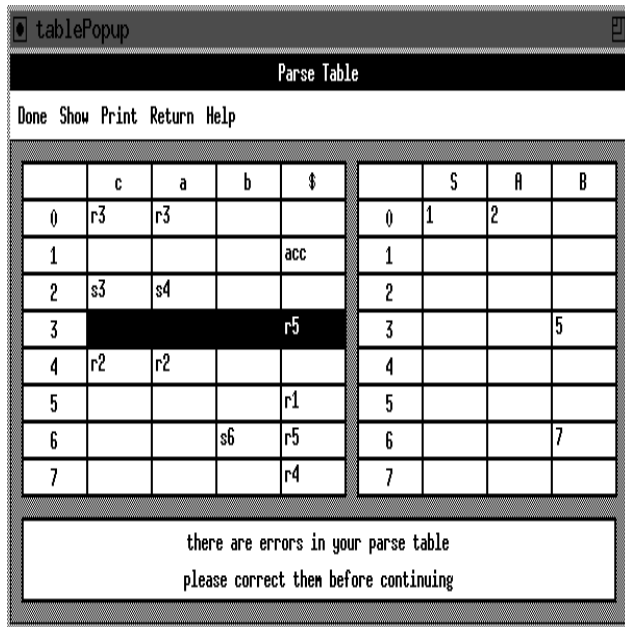 tablePopup
Parse Table
Done Show Print Return Help
c a b $ S A B
0 r3 r3 0 1 2
1 acc 1
2 s3 s4 2
3 r5 3 5
4 r2 r2 4
5 r1 5
6 s6 r5 6 7
7 r4 7
there are errors in your parse table
please correct them before continuing